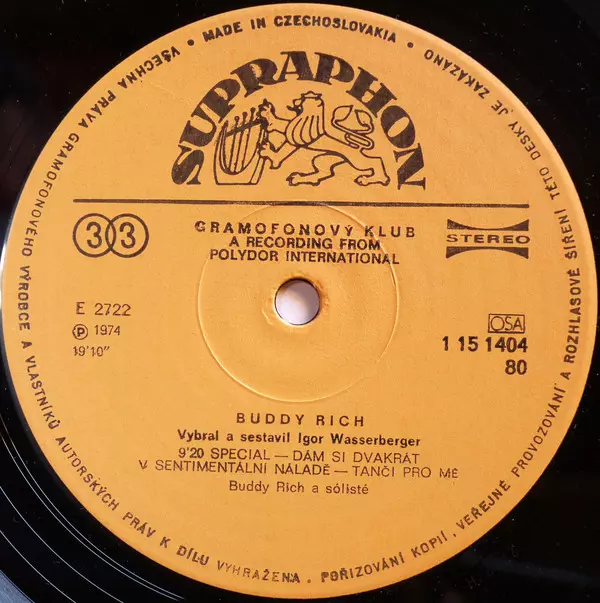 VŠECHNA PRÁVA GRAMOFONOVÉHO VÝROBCE A VLASTNÍKŮ AUTORSKÝCH PRÁV K DÍLU VYHRAŽENA. POŘIZOVÁNÍ KOPIÍ, VEŘEJNÉ PROVOZOVÁNÍ A ROZHLASOVÉ ŠÍŘENÍ TÉTO DESKY JE ZAKÁZÁNO • MADE IN CZECHOSLOVAKIA •
SUPRAPHON
33
GRAMOFONOVÝ KLUB
A RECORDING FROM
POLYDOR INTERNATIONAL
STEREO
E 2722
Ⓟ 1974
19'10"
OSA
1 15 1404
80
BUDDY RICH
Vybral a sestavil Igor Wasserberger
9'20 SPECIAL — DÁM SI DVAKRÁT
V SENTIMENTÁLNÍ NÁLADĚ — TANČI PRO MĚ
Buddy Rich a sólisté